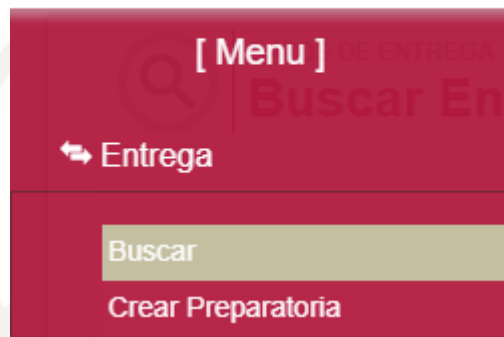 [ Menu ]
DE ENTREGA
Buscar En
Entrega
Buscar
Crear Preparatoria